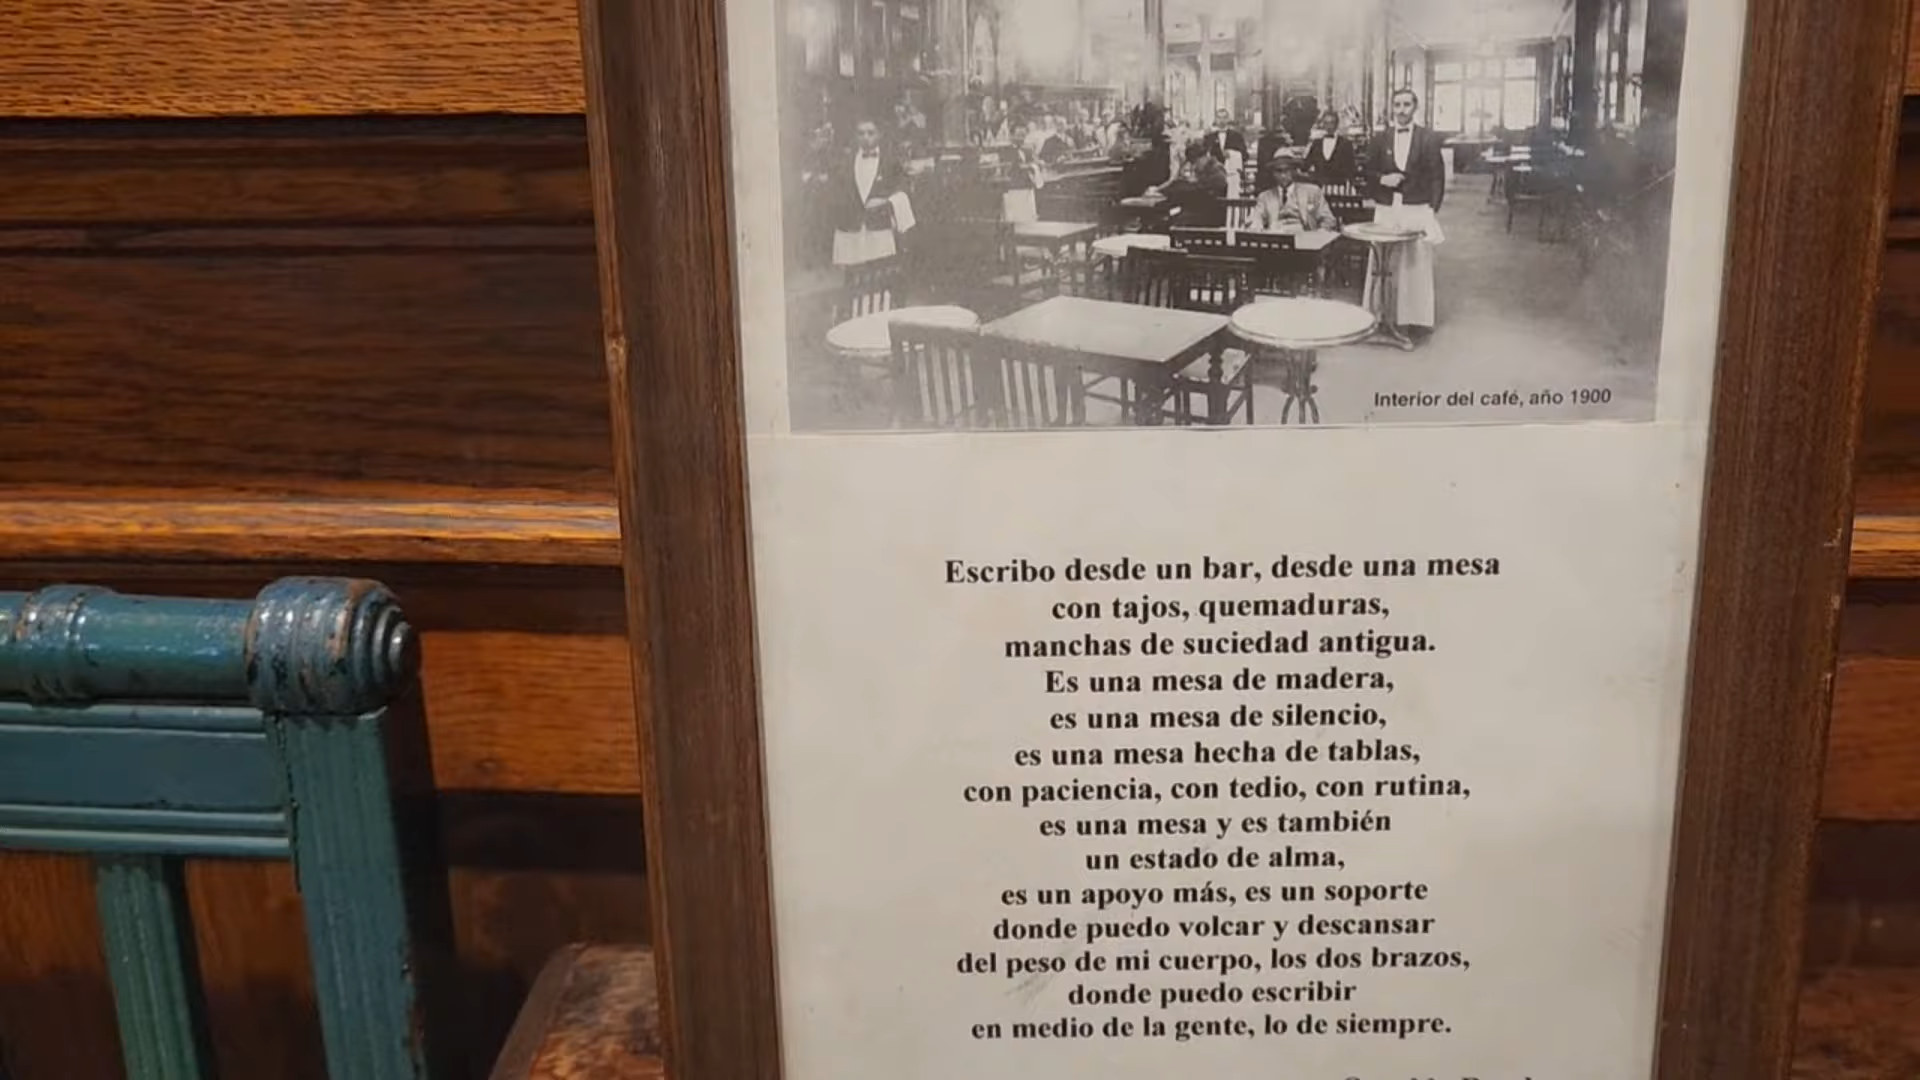 Interior del café, año 1900
Escribo desde un bar, desde una mesa
con tajos, quemaduras,
manchas de suciedad antigua.
Es una mesa de madera,
es una mesa de silencio,
es una mesa hecha de tablas,
con paciencia, con tedio, con rutina,
es una mesa y es también
un estado de alma,
es un apoyo más, es un soporte
donde puedo volcar y descansar
del peso de mi cuerpo, los dos brazos,
donde puedo escribir
en medio de la gente, lo de siempre.